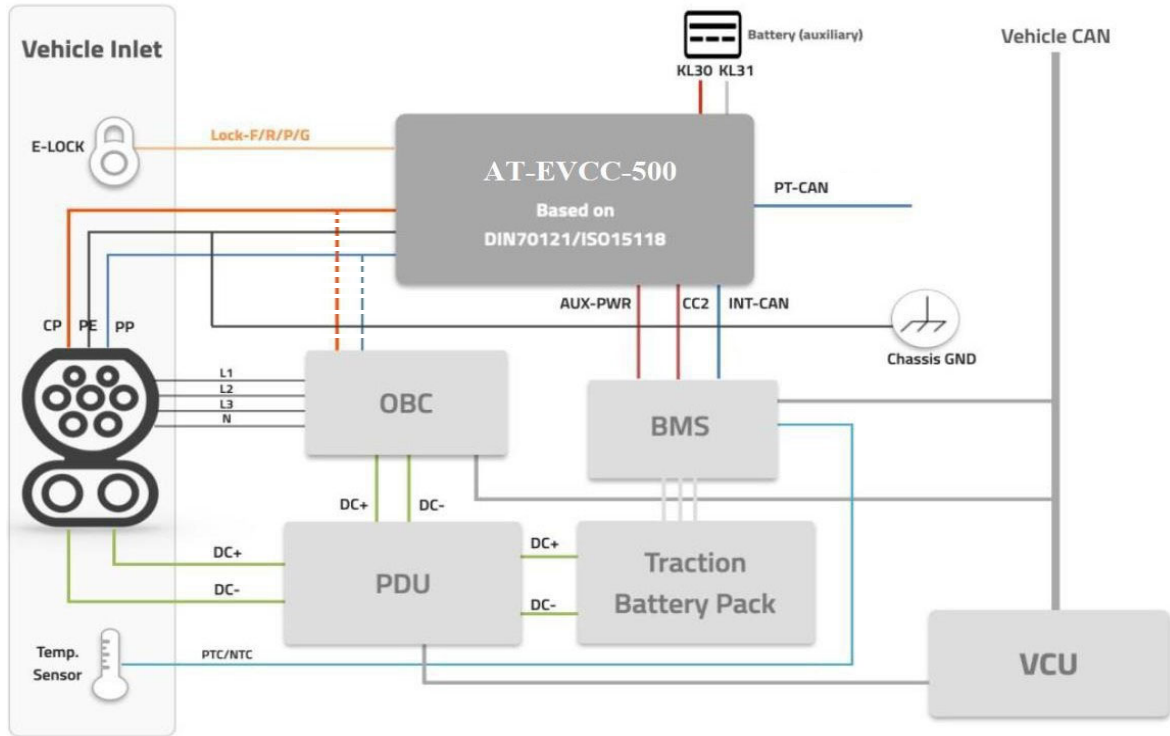 Vehicle Inlet
Battery (auxiliary)
Vehicle CAN
KL30 KL31
E-LOCK
Lock-F/R/P/G
AT-EVCC-500
Based on
DIN70121/ISO15118
PT-CAN
AUX-PWR
CC2
INT-CAN
CP
PE
PP
Chassis GND
L1
L2
L3
N
OBC
BMS
DC+
DC-
DC+
DC-
PDU
DC+
DC-
Traction
Battery Pack
Temp.
Sensor
PTC/NTC
VCU